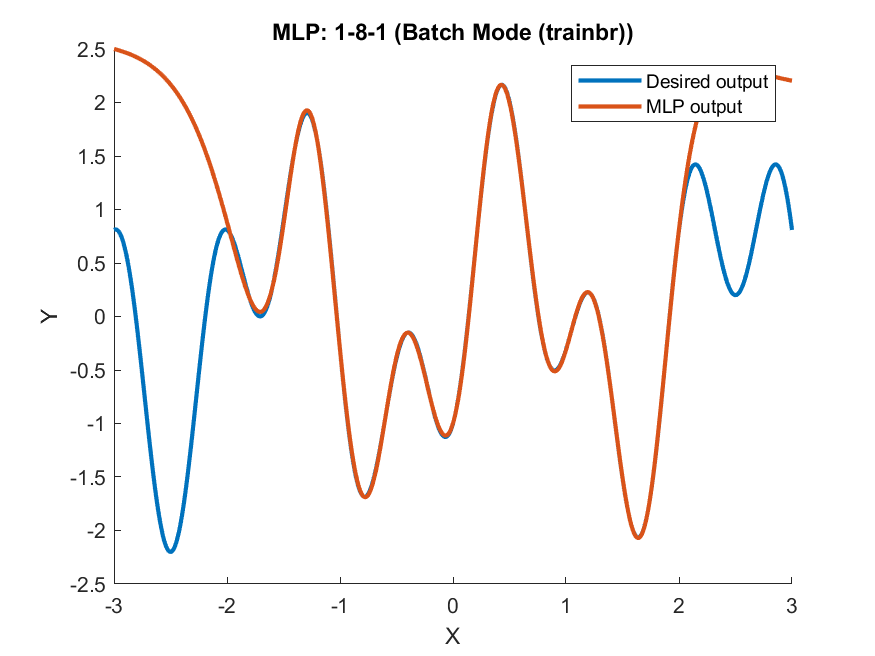 MLP: 1-8-1 (Batch Mode (trainbr))
2.5
2
1.5
1
0.5
0
-0.5
-1
-1.5
-2
-2.5
Y
Desired output
MLP output
-3 -2 -1 0 1 2 3
X